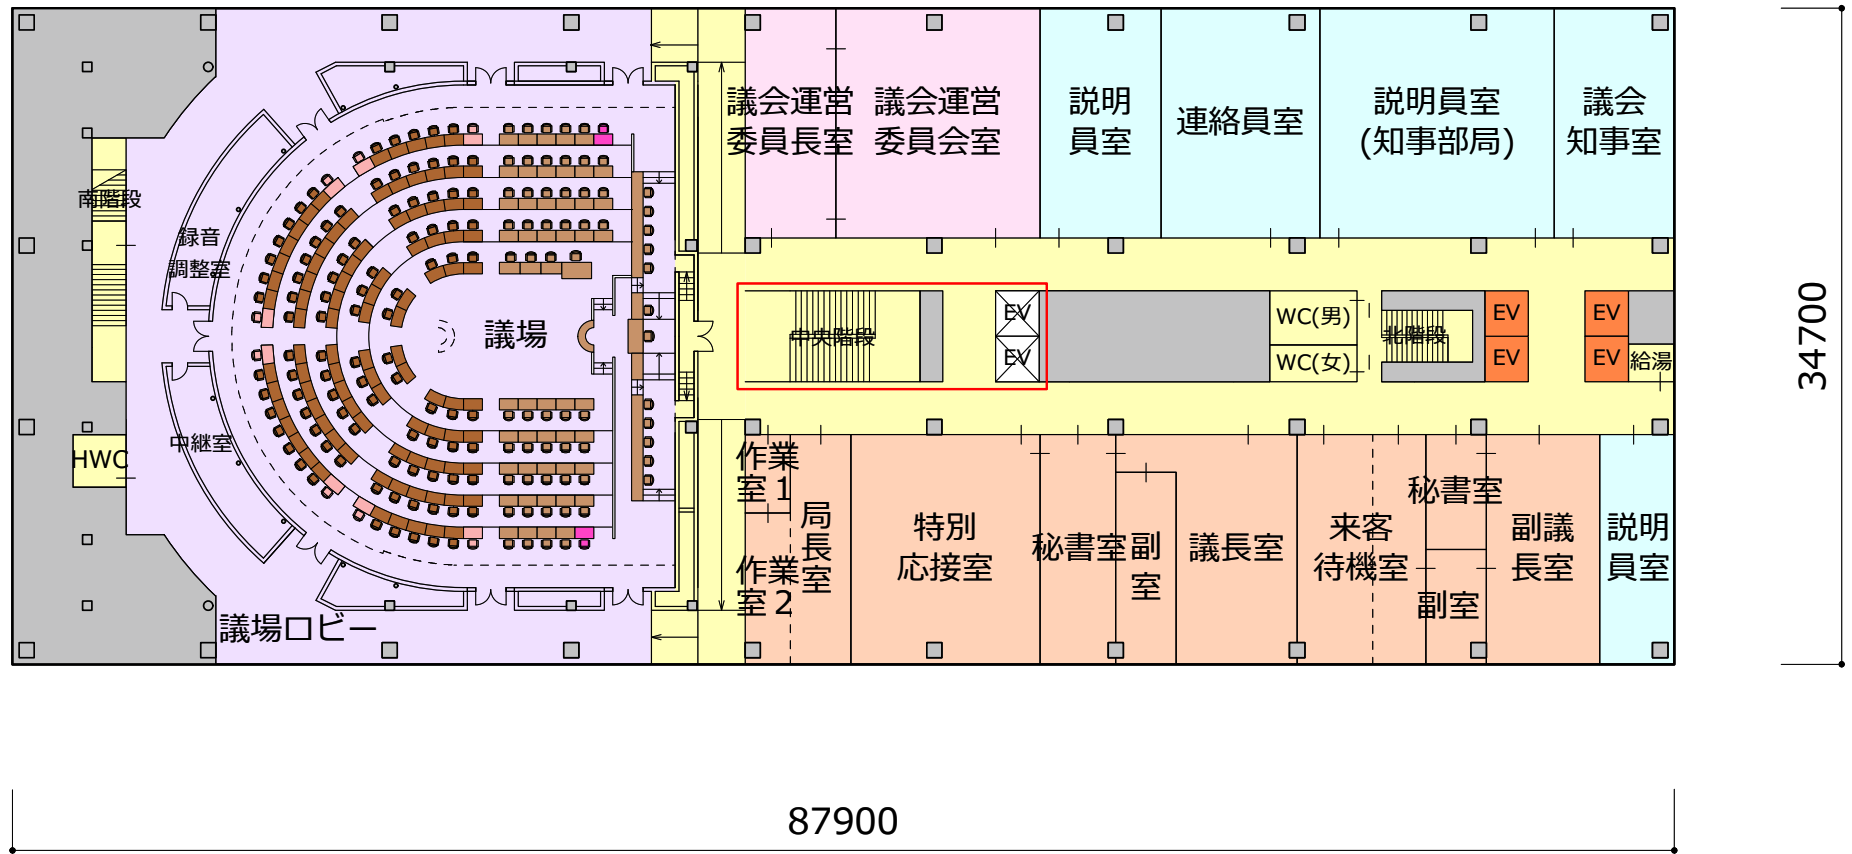 議会運営
委員長室
議会運営
委員会室
説明
員室
連絡員室
説明員室
(知事部局)
議会
知事室
南階段
録音
調整室
議場
中央階段
EV
EV
WC(男)
WC(女)
北階段
EV
EV
EV
EV
給湯
中継室
HWC
議場ロビー
作業
室1
作業
室2
局
長
室
特別
応接室
秘書室
副
室
議長室
来客
待機室
秘書室
副室
副議
長室
説明
員室
34700
87900